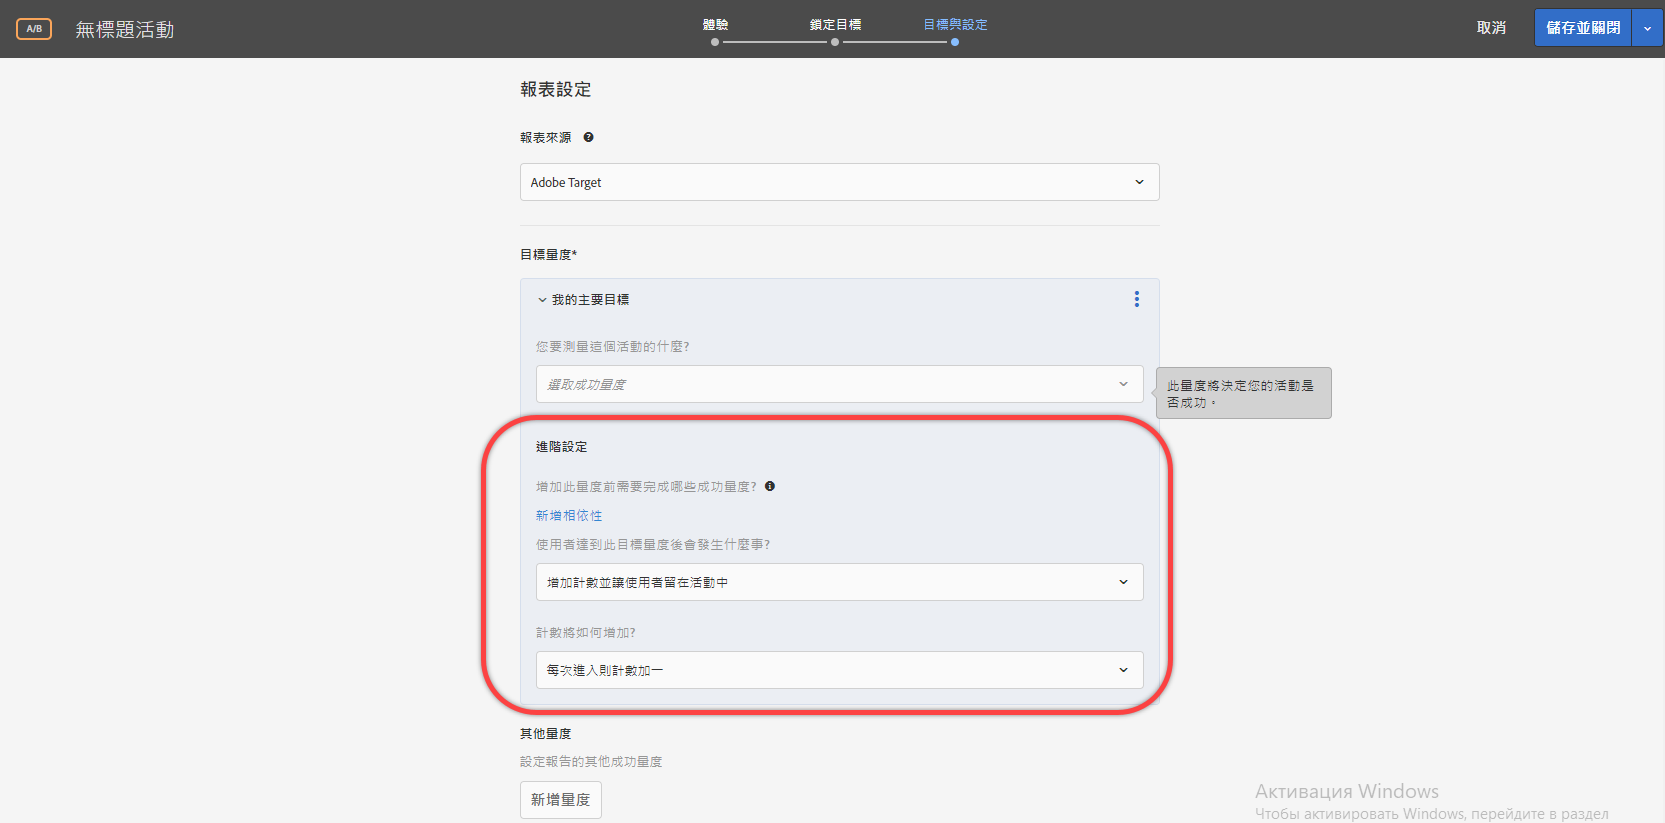 A/B
無標題活動
體驗
鎖定目標
目標與設定
取消
儲存並關閉
報表設定
報表來源
Adobe Target
目標量度*
我的主要目標
您要測量這個活動的什麼?
選取成功量度
此量度將決定您的活動是
否成功。
進階設定
增加此量度前需要完成哪些成功量度?
新增相依性
使用者達到此目標量度後會發生什麼事?
增加計數並讓使用者留在活動中
計數將如何增加?
每次進入則計數加一
其他量度
設定報告的其他成功量度
新增量度
Активация Windows
Чтобы активировать Windows, перейдите в раздел